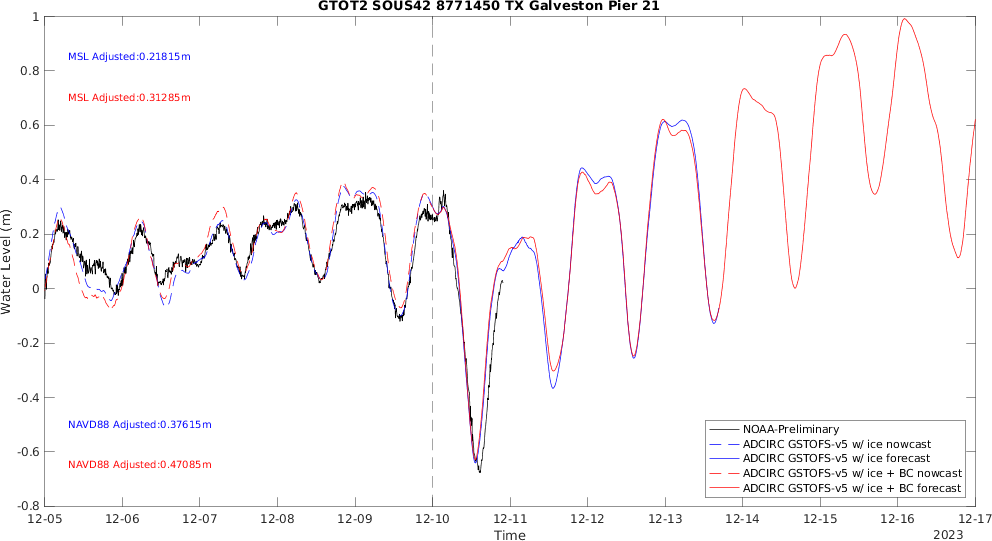 GTOT2 SOUS42 8771450 TX Galveston Pier 21
MSL Adjusted:0.21815m
MSL Adjusted:0.31285m
NAVD88 Adjusted:0.37615m
NAVD88 Adjusted:0.47085m
Water Level (m)
1
0.8
0.6
0.4
0.2
0
-0.2
-0.4
-0.6
-0.8
NOAA-Preliminary
ADCIRC GSTOFS-v5 w/ ice nowcast
ADCIRC GSTOFS-v5 w/ ice forecast
ADCIRC GSTOFS-v5 w/ ice + BC nowcast
ADCIRC GSTOFS-v5 w/ ice + BC forecast
12-05 12-06 12-07 12-08 12-09 12-10 12-11 12-12 12-13 12-14 12-15 12-16 12-17
Time
2023